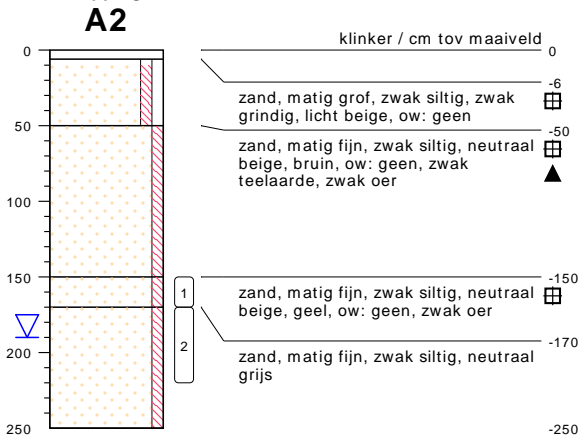 A2
klinker / cm tov maaiveld
0
0
-6
zand, matig grof, zwak siltig, zwak
grindig, licht beige, ow: geen
50
-50
zand, matig fijn, zwak siltig, neutraal
beige, bruin, ow: geen, zwak
teelaarde, zwak oer
100
150
-150
1
zand, matig fijn, zwak siltig, neutraal
beige, geel, ow: geen, zwak oer
-170
2
200
zand, matig fijn, zwak siltig, neutraal
grijs
250
-250